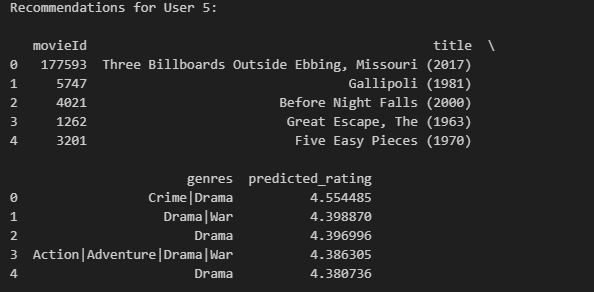 Recommendations for User 5:
movieId title \
0 177593 Three Billboards Outside Ebbing, Missouri (2017)
1 5747 Gallipoli (1981)
2 4021 Before Night Falls (2000)
3 1262 Great Escape, The (1963)
4 3201 Five Easy Pieces (1970)
genres predicted_rating
0 Crime|Drama 4.554485
1 Drama|War 4.398870
2 Drama 4.396996
3 Action|Adventure|Drama|War 4.386305
4 Drama 4.380736